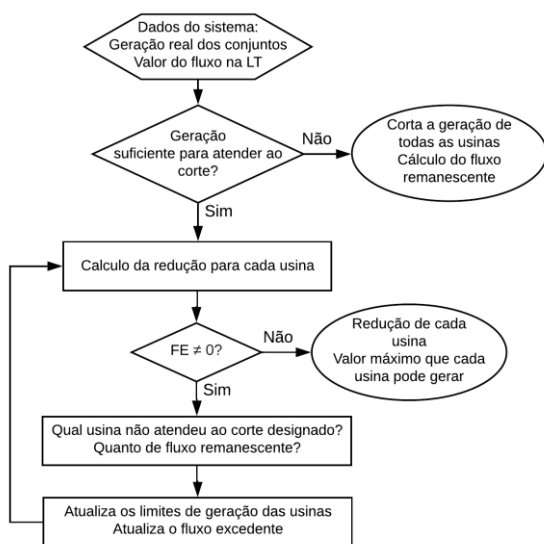 Dados do sistema:
Geração real dos conjuntos
Valor do fluxo na LT
Geração
suficiente para atender ao
corte?
Não
Corta a geração de
todas as usinas
Cálculo do fluxo
remanescente
Sim
Calculo da redução para cada usina
FE ≠ 0?
Não
Redução de cada
usina
Valor máximo que cada
usina pode gerar
Sim
Qual usina não atendeu ao corte designado?
Quanto de fluxo remanescente?
Atualiza os limites de geração das usinas
Atualiza o fluxo excedente